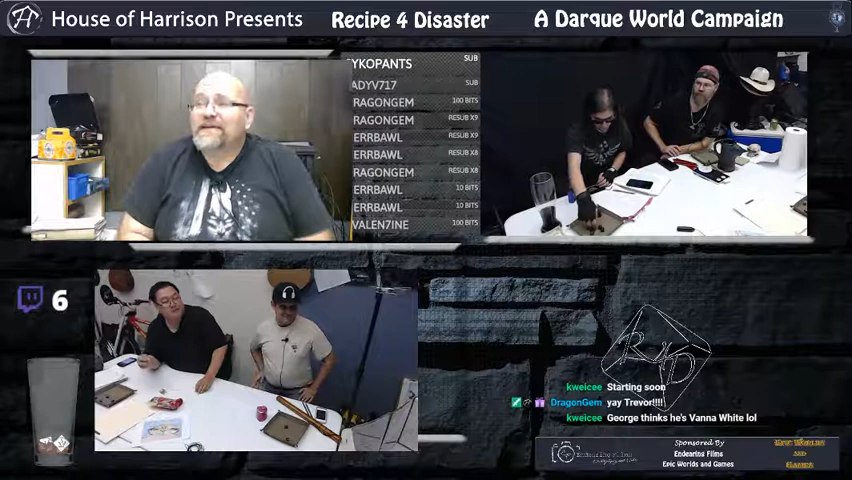 House of Harrison Presents
Recipe 4 Disaster
A Darque World Campaign
YKOPANTS SUB
ADYV717 SUB
RAGONGEM 100 BITS
RAGONGEM RESUB X9
ERRBAWL RESUB X9
ERRBAWL RESUB X8
RAGONGEM RESUB X8
ERRBAWL 10 BITS
ERRBAWL 10 BITS
VALEN7INE 100 BITS
6
R4D
kweicee Starting soon
DragonGem yay Trevor!!!!
kweicee George thinks he's Vanna White lol
Sponsored By
Endearing Films
Epic Worlds and Games